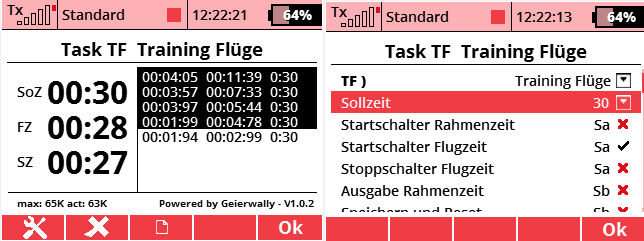 Tx Standard 12:22:21 64%
Task TF Training Flüge
SoZ 00:30
FZ 00:28
SZ 00:27
00:04:05 00:11:39 0:30
00:03:57 00:07:33 0:30
00:03:97 00:05:44 0:30
00:01:99 00:04:78 0:30
00:01:94 00:02:99 0:30
max: 65K act: 63K Powered by Geierwally - V1.0.2
Ok
Tx Standard 12:22:13 64%
Task TF Training Flüge
TF ) Training Flüge
Sollzeit 30
Startschalter Rahmenzeit Sa
Startschalter Flugzeit Sa
Stoppschalter Flugzeit Sa
Ausgabe Rahmenzeit Sb
Speichern und Reset
Ok